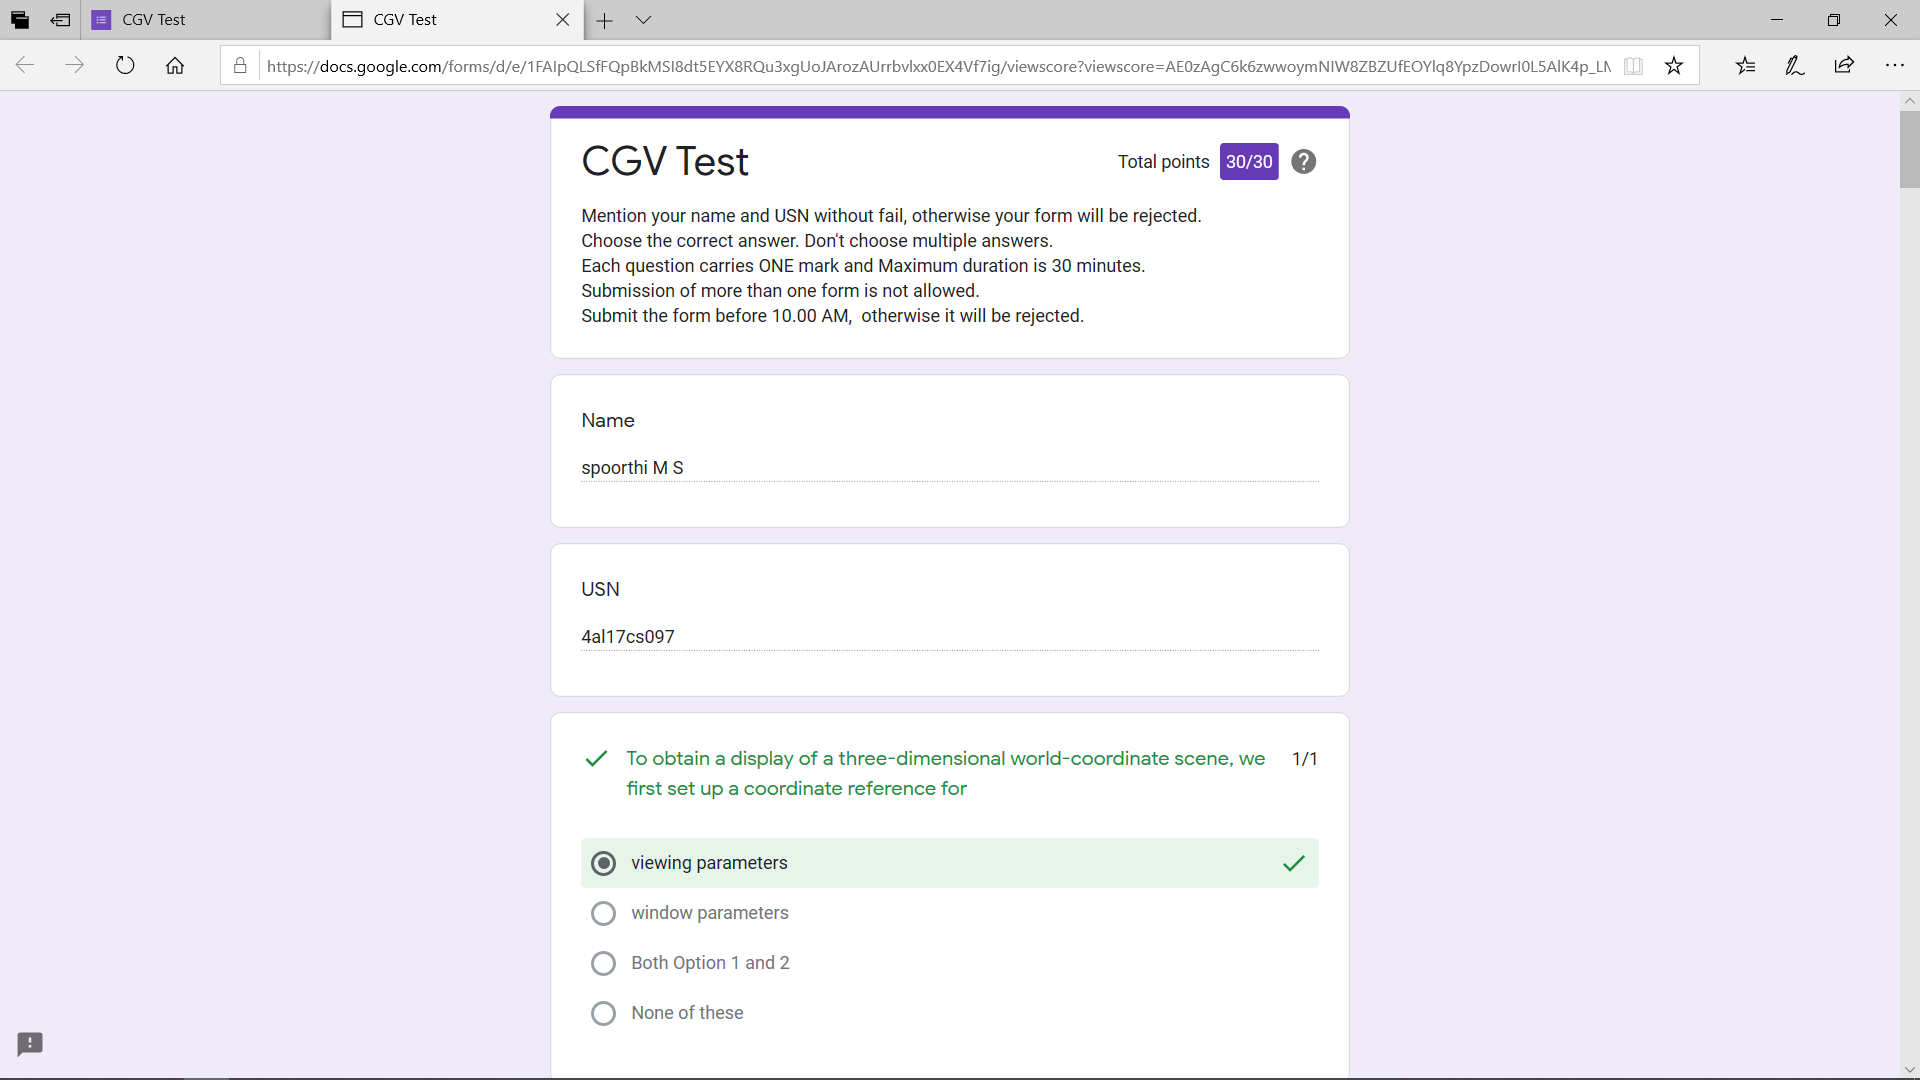 CGV Test
CGV Test
https://docs.google.com/forms/d/e/1FAIpQLSfFQpBkMSI8dt5EYX8RQu3xgUoJArozAUrrbvlxx0EX4Vf7ig/viewscore?viewscore=AE0zAgC6k6zwwoymNIW8ZBZUfEOYlq8YpzDowrI0L5AlK4p_LN
CGV Test
Total points 30/30
Mention your name and USN without fail, otherwise your form will be rejected.
Choose the correct answer. Don't choose multiple answers.
Each question carries ONE mark and Maximum duration is 30 minutes.
Submission of more than one form is not allowed.
Submit the form before 10.00 AM,  otherwise it will be rejected.
Name
spoorthi M S
USN
4al17cs097
To obtain a display of a three-dimensional world-coordinate scene, we 1/1
first set up a coordinate reference for
viewing parameters
window parameters
Both Option 1 and 2
None of these